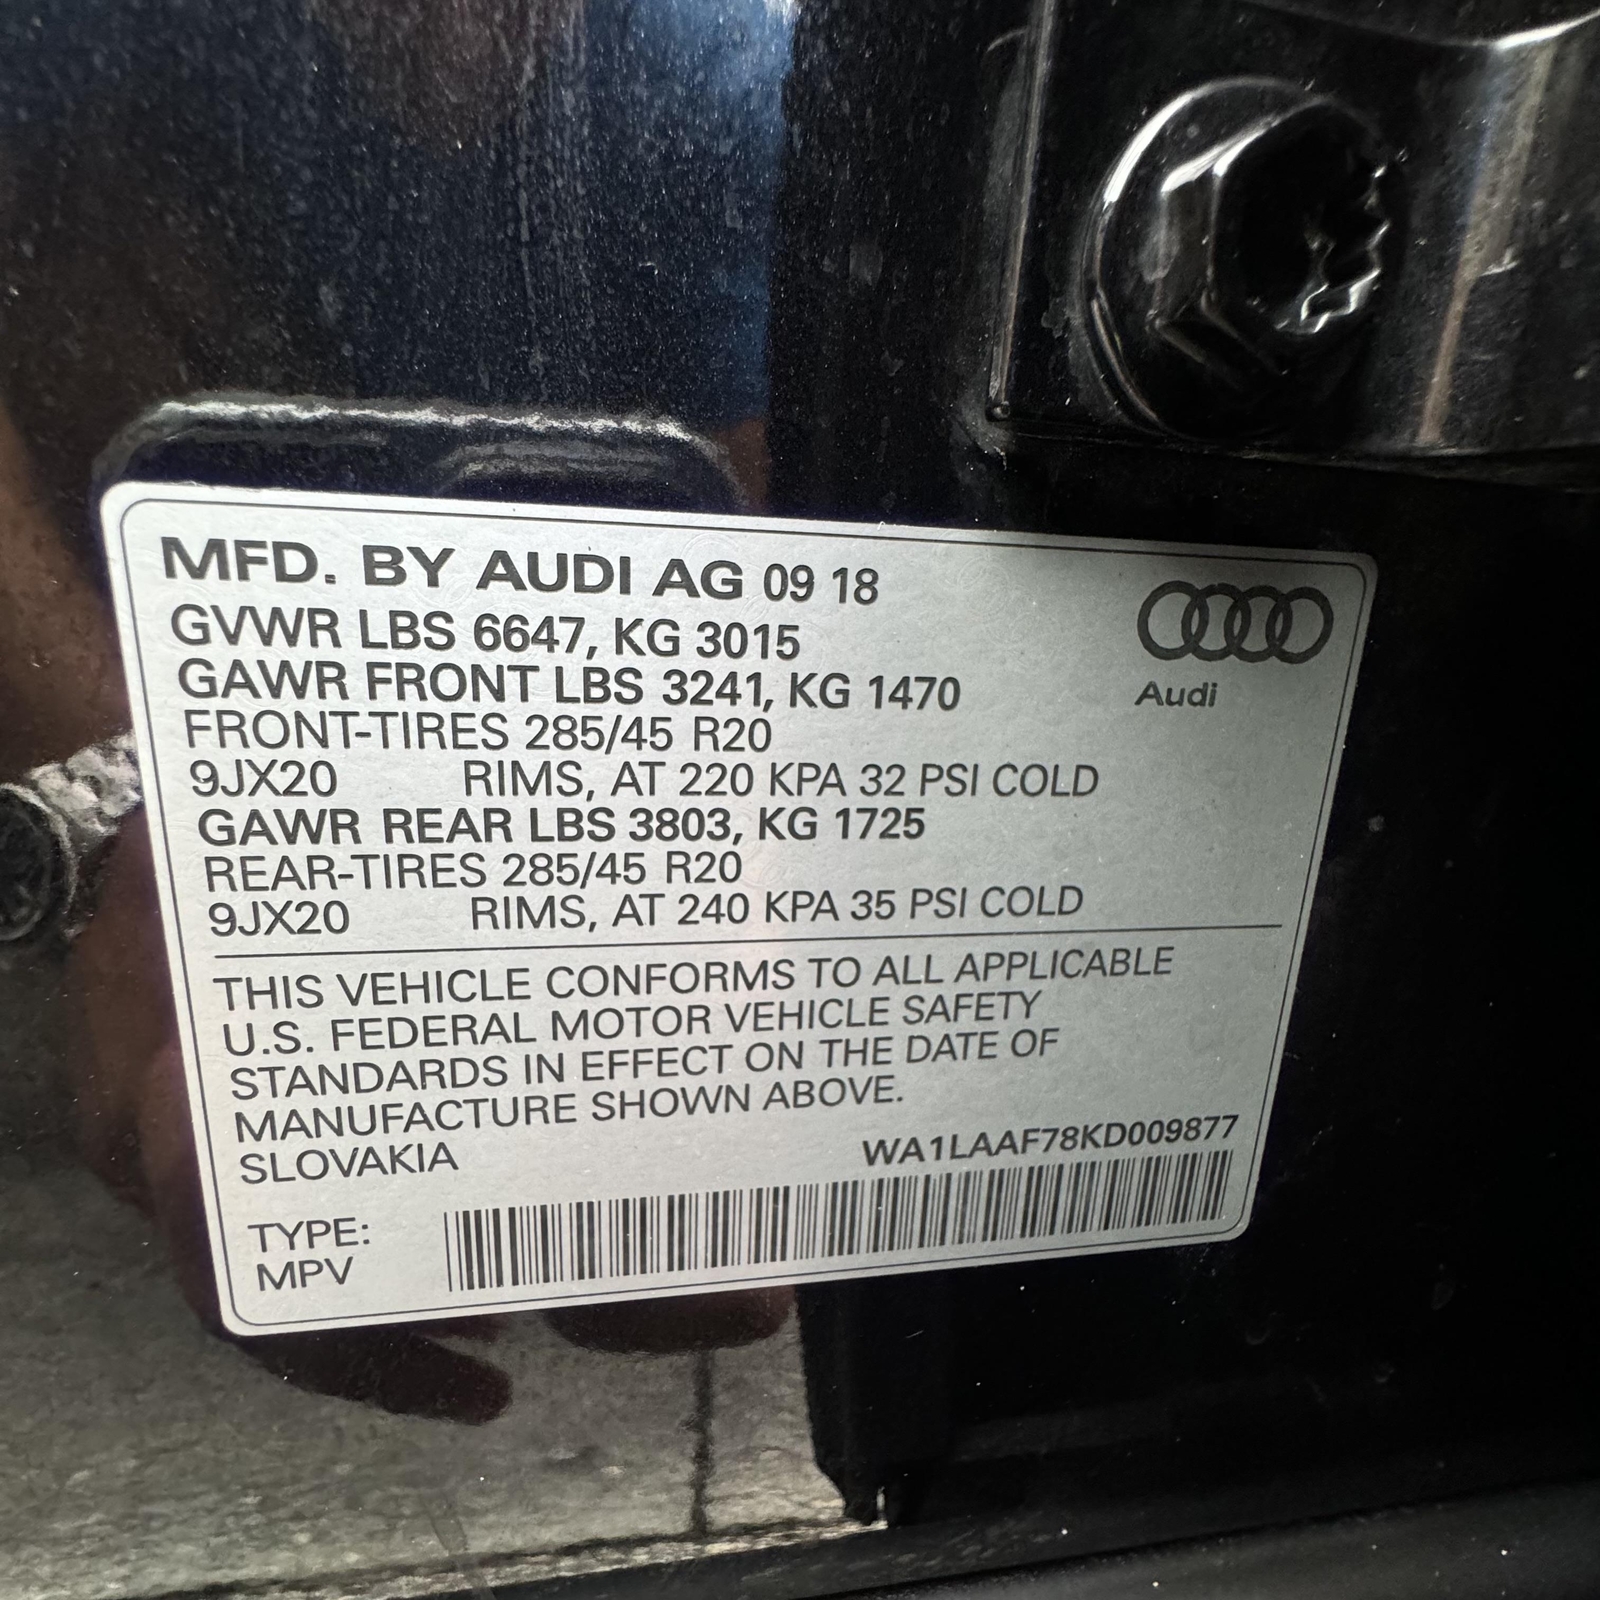 MFD. BY AUDI AG 09 18
GVWR LBS 6647, KG 3015
GAWR FRONT LBS 3241, KG 1470
FRONT-TIRES 285/45 R20
9JX20 RIMS, AT 220 KPA 32 PSI COLD
GAWR REAR LBS 3803, KG 1725
REAR-TIRES 285/45 R20
9JX20 RIMS, AT 240 KPA 35 PSI COLD
Audi
THIS VEHICLE CONFORMS TO ALL APPLICABLE
U.S. FEDERAL MOTOR VEHICLE SAFETY
STANDARDS IN EFFECT ON THE DATE OF
MANUFACTURE SHOWN ABOVE.
SLOVAKIA
WA1LAAF78KD009877
TYPE:
MPV